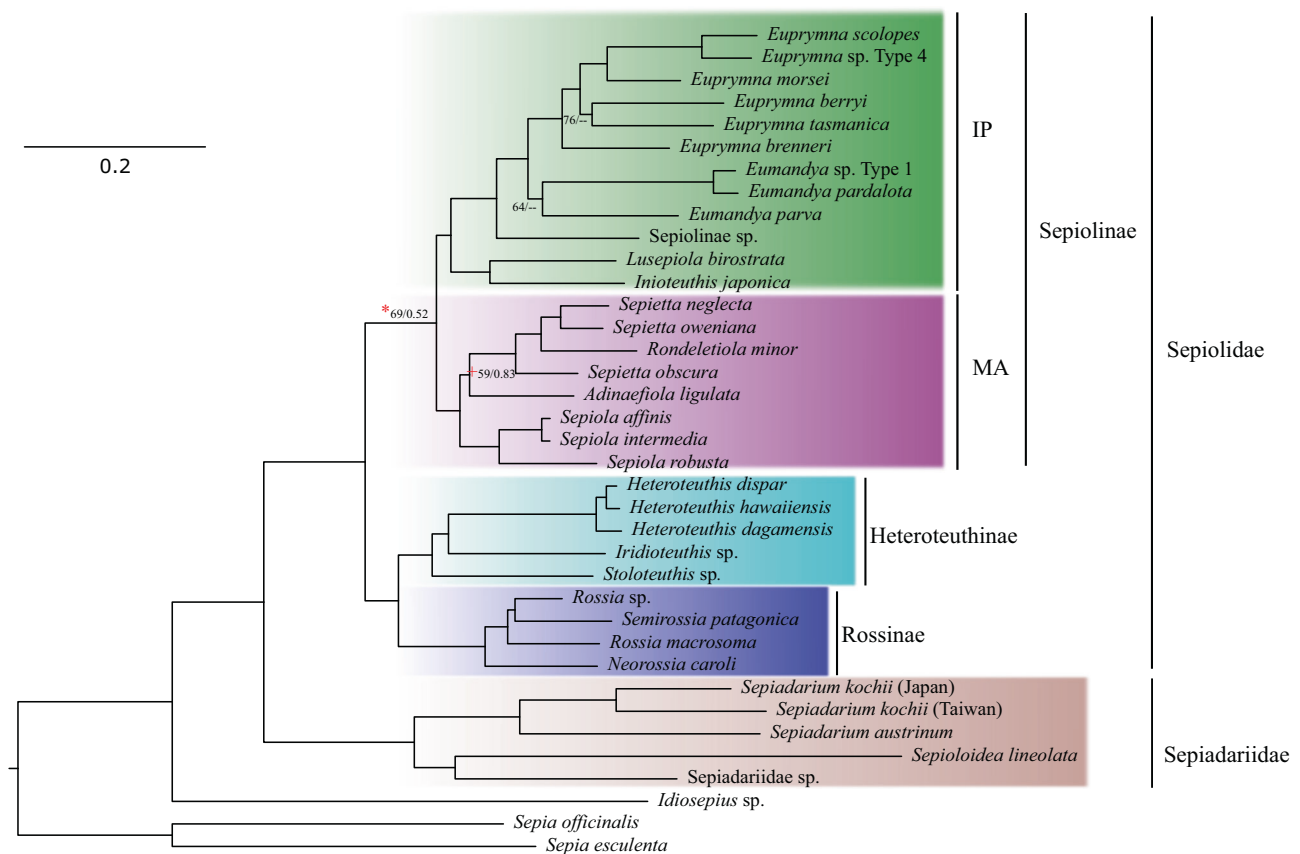 Euprymna scolopes
Euprymna sp. Type 4
Euprymna morsei
Euprymna berryi
76/--
Euprymna tasmanica
IP
Euprymna brenneri
0.2
Eumandya sp. Type 1
Eumandya pardalota
64/--
Eumandya parva
Sepiolinae sp.
Sepiolinae
Lusepiola birostrata
Inioteuthis japonica
Sepietta neglecta
*69/0.52
Sepietta oweniana
Rondeletiola minor
Sepiolidae
MA
+59/0.83
Sepietta obscura
Adinaefiola ligulata
Sepiola affinis
Sepiola intermedia
Sepiola robusta
Heteroteuthis dispar
Heteroteuthis hawaiiensis
Heteroteuthis dagamensis
Heteroteuthinae
Iridioteuthis sp.
Stoloteuthis sp.
Rossia sp.
Semirossia patagonica
Rossinae
Rossia macrosoma
Neorossia caroli
Sepiadarium kochii (Japan)
Sepiadarium kochii (Taiwan)
Sepiadarium austrinum
Sepioloidea lineolata
Sepiadariidae
Sepiadariidae sp.
Idiosepius sp.
Sepia officinalis
Sepia esculenta